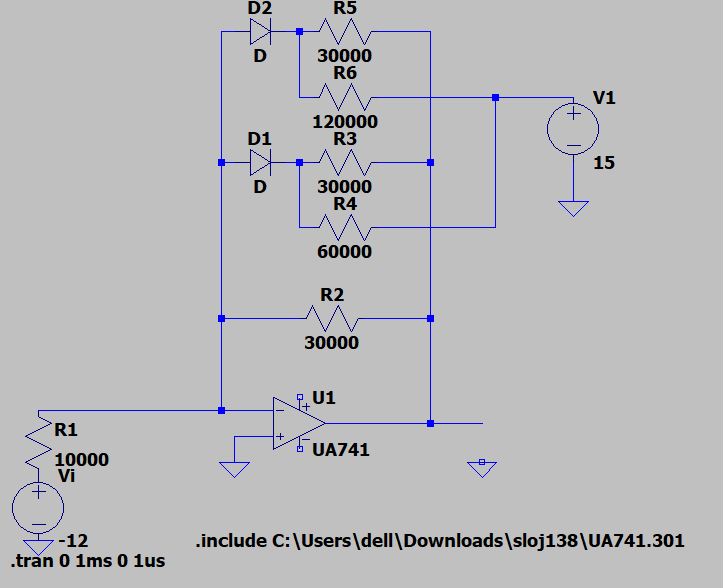 D2 R5
D 30000
R6
120000
V1
15
D1 R3
D 30000
R4
60000
R2
30000
U1
UA741
R1
10000
Vi
-12
.tran 0 1ms 0 1us
.include C:\Users\dell\Downloads\sloj138\UA741.301